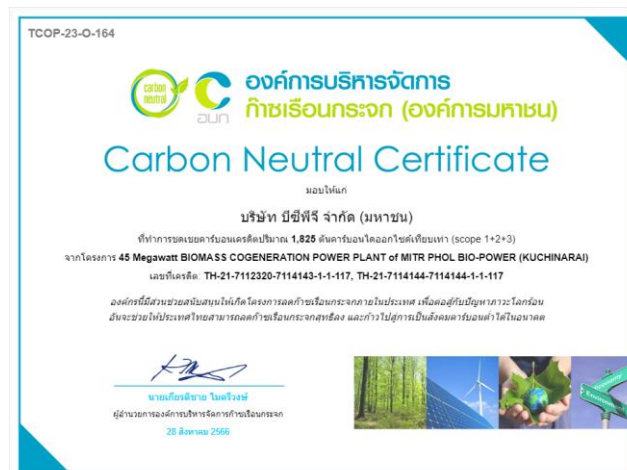 TCOP-23-O-164
carbon neutral
อบก
องค์การบริหารจัดการ
ก๊าซเรือนกระจก (องค์การมหาชน)
Carbon Neutral Certificate
มอบให้แก่
บริษัท บีซีพีจี จำกัด (มหาชน)
ที่ทำการชดเชยคาร์บอนเครดิตปริมาณ 1,825 ตันคาร์บอนไดออกไซด์เทียบเท่า (scope 1+2+3)
จากโครงการ 45 Megawatt BIOMASS COGENERATION POWER PLANT of MITR PHOL BIO-POWER (KUCHINARAI)
เลขที่เครดิต: TH-21-7112320-7114143-1-1-117, TH-21-7114144-7114144-1-1-117
องค์กรนี้มีส่วนช่วยสนับสนุนให้เกิดโครงการลดก๊าซเรือนกระจกภายในประเทศ เพื่อต่อสู้กับปัญหาภาวะโลกร้อน
อันจะช่วยให้ประเทศไทยสามารถลดก๊าซเรือนกระจกสุทธิลง และก้าวไปสู่การเป็นสังคมคาร์บอนต่ำได้ในอนาคต
นายเกียรติชาย ไมตรีวงษ์
ผู้อำนวยการองค์การบริหารจัดการก๊าซเรือนกระจก
28 สิงหาคม 2566
Economy
Environment